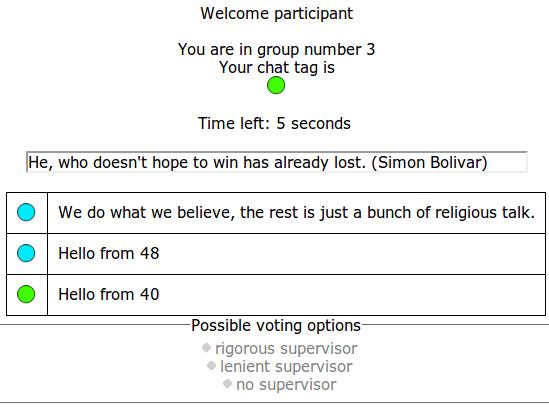 Welcome participant
You are in group number 3
Your chat tag is
Time left: 5 seconds
He, who doesn't hope to win has already lost. (Simon Bolivar)
We do what we believe, the rest is just a bunch of religious talk.
Hello from 48
Hello from 40
Possible voting options
rigorous supervisor
lenient supervisor
no supervisor